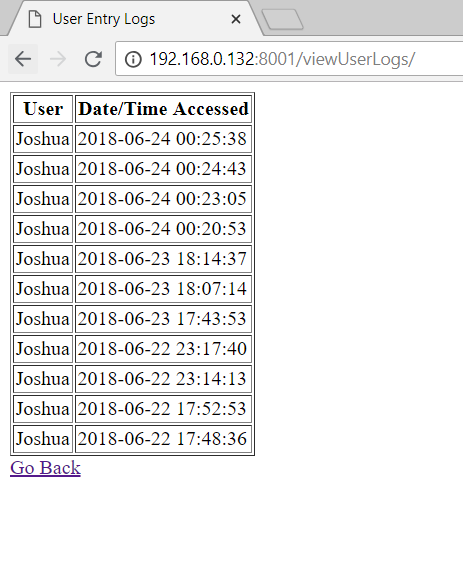 User Entry Logs
192.168.0.132:8001/viewUserLogs/
User Date/Time Accessed
Joshua 2018-06-24 00:25:38
Joshua 2018-06-24 00:24:43
Joshua 2018-06-24 00:23:05
Joshua 2018-06-24 00:20:53
Joshua 2018-06-23 18:14:37
Joshua 2018-06-23 18:07:14
Joshua 2018-06-23 17:43:53
Joshua 2018-06-22 23:17:40
Joshua 2018-06-22 23:14:13
Joshua 2018-06-22 17:52:53
Joshua 2018-06-22 17:48:36
Go Back